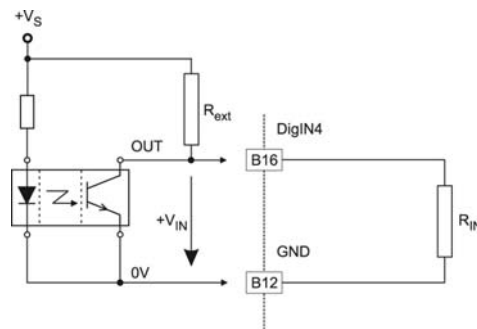 +VS
Rext
DigIN4
OUT
B16
+VIN
RIN
GND
0V
B12